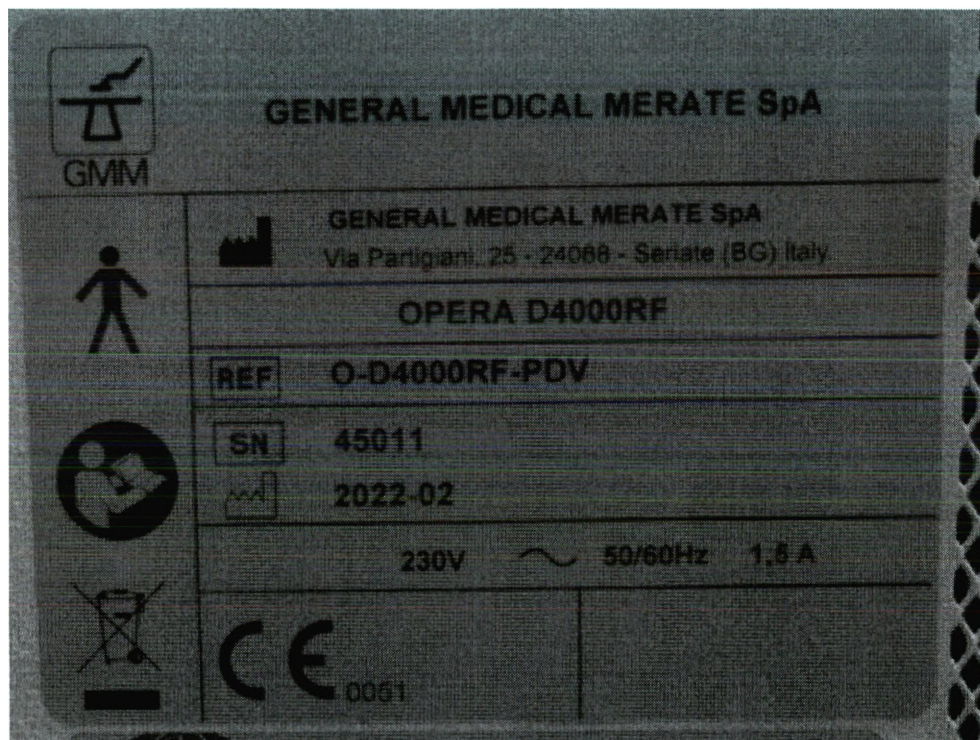 GENERAL MEDICAL MERATE SpA
GMM
GENERAL MEDICAL MERATE SpA
Via Partigiani, 25 - 24068 - Seriate (BG) Italy
OPERA D4000RF
REF O-D4000RF-PDV
SN 45011
2022-02
230V 50/60Hz 1,6 A
CE 0051